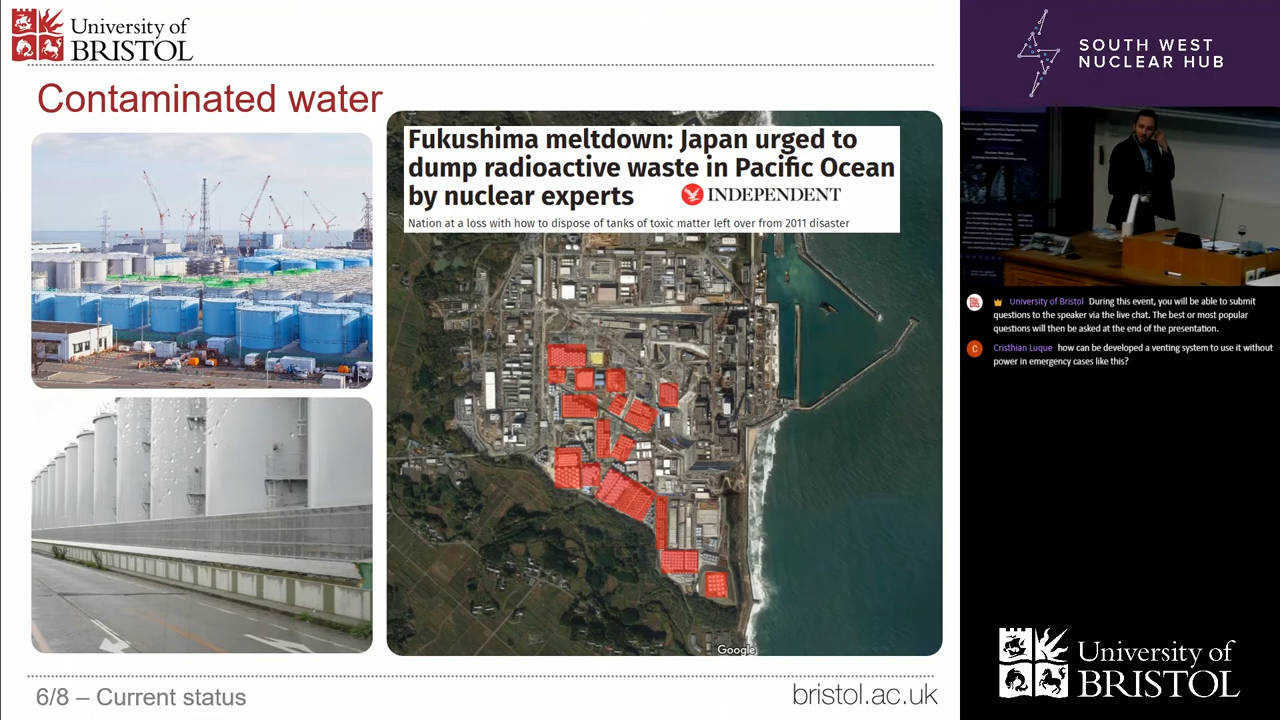 University of
BRISTOL
Contaminated water
Fukushima meltdown: Japan urged to
dump radioactive waste in Pacific Ocean
by nuclear experts
INDEPENDENT
Nation at a loss with how to dispose of tanks of toxic matter left over from 2011 disaster
Google
6/8 – Current status
bristol.ac.uk
SOUTH WEST
NUCLEAR HUB
University of Bristol During this event, you will be able to submit
questions to the speaker via the live chat. The best or most popular
questions will then be asked at the end of the presentation.
C
Cristhian Luque how can be developed a venting system to use it without
power in emergency cases like this?
University of
BRISTOL